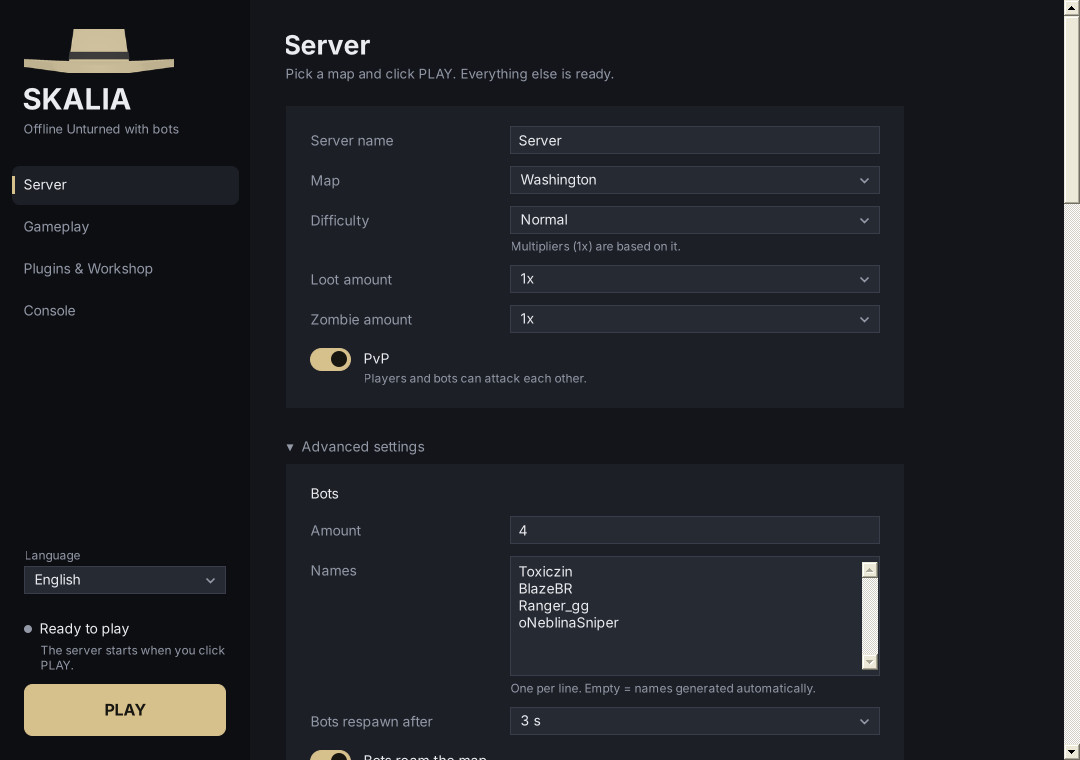 SKALIA
Offline Unturned with bots
Server
Gameplay
Plugins & Workshop
Console
Language
English
Ready to play
The server starts when you click
PLAY.
PLAY
Server
Pick a map and click PLAY. Everything else is ready.
Server name
Server
Map
Washington
Difficulty
Normal
Multipliers (1x) are based on it.
Loot amount
1x
Zombie amount
1x
PvP
Players and bots can attack each other.
▼ Advanced settings
Bots
Amount
4
Names
Toxiczin
BlazeBR
Ranger_gg
oNeblinaSniper
One per line. Empty = names generated automatically.
Bots respawn after
3 s
Bots roam the map